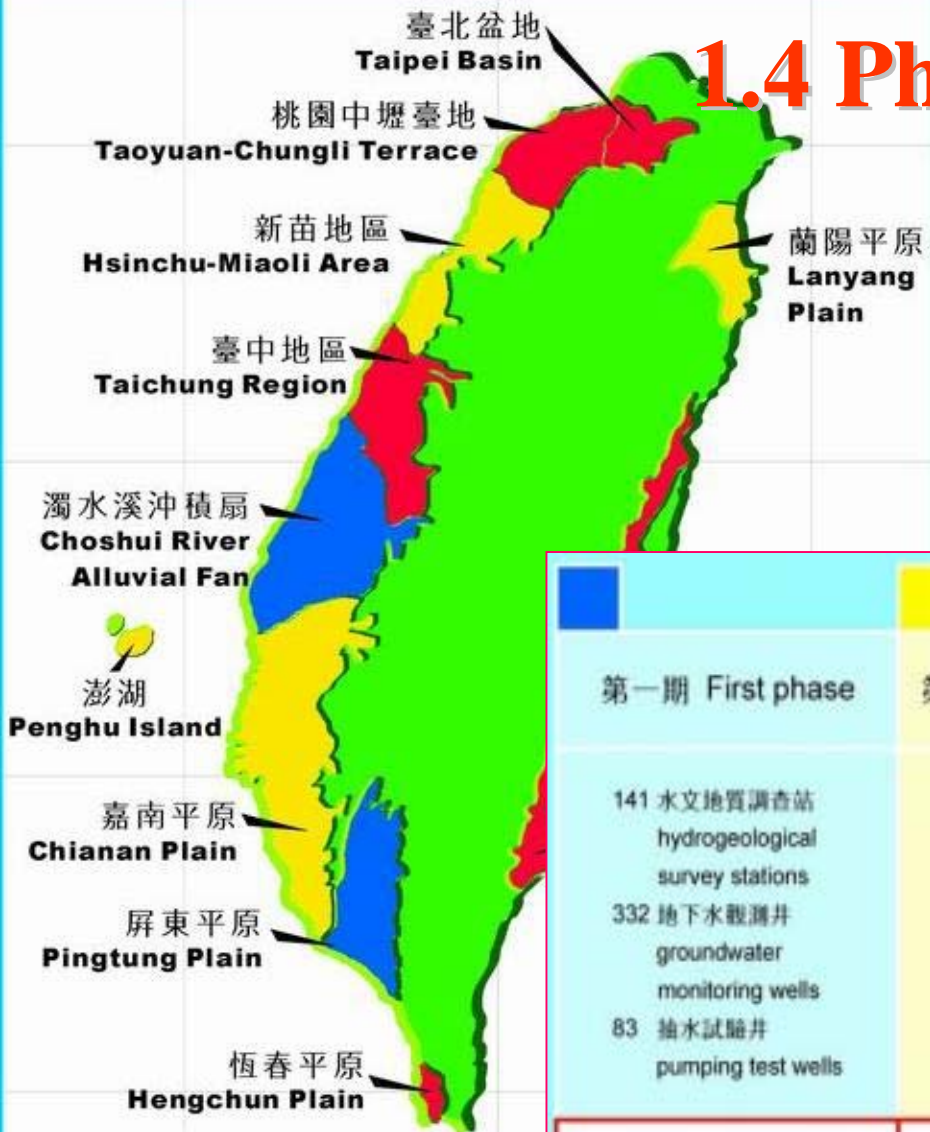 1.4 Ph
臺北盆地
Taipei Basin
桃園中壢臺地
Taoyuan-Chungli Terrace
新苗地區
Hsinchu-Miaoli Area
蘭陽平原
Lanyang
Plain
臺中地區
Taichung Region
濁水溪沖積扇
Choshui River
Alluvial Fan
澎湖
Penghu Island
嘉南平原
Chianan Plain
屏東平原
Pingtung Plain
恆春平原
Hengchun Plain
第一期 First phase
141 水文地質調查站
hydrogeological
survey stations
332 地下水觀測井
groundwater
monitoring wells
83 抽水試驗井
pumping test wells